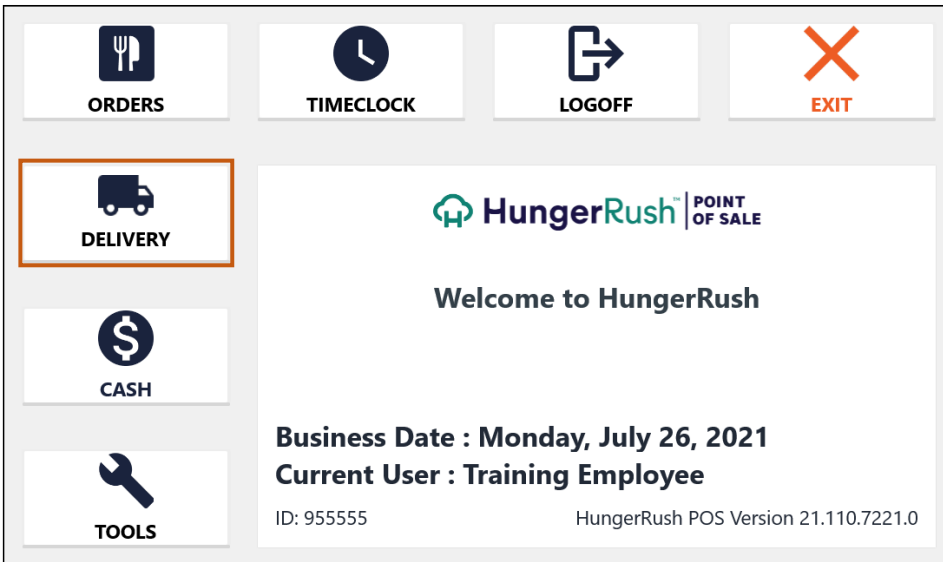 ORDERS
TIMECLOCK
LOGOFF
EXIT
DELIVERY
CASH
TOOLS
HungerRush™ POINT OF SALE
Welcome to HungerRush
Business Date : Monday, July 26, 2021
Current User : Training Employee
ID: 955555
HungerRush POS Version 21.110.7221.0